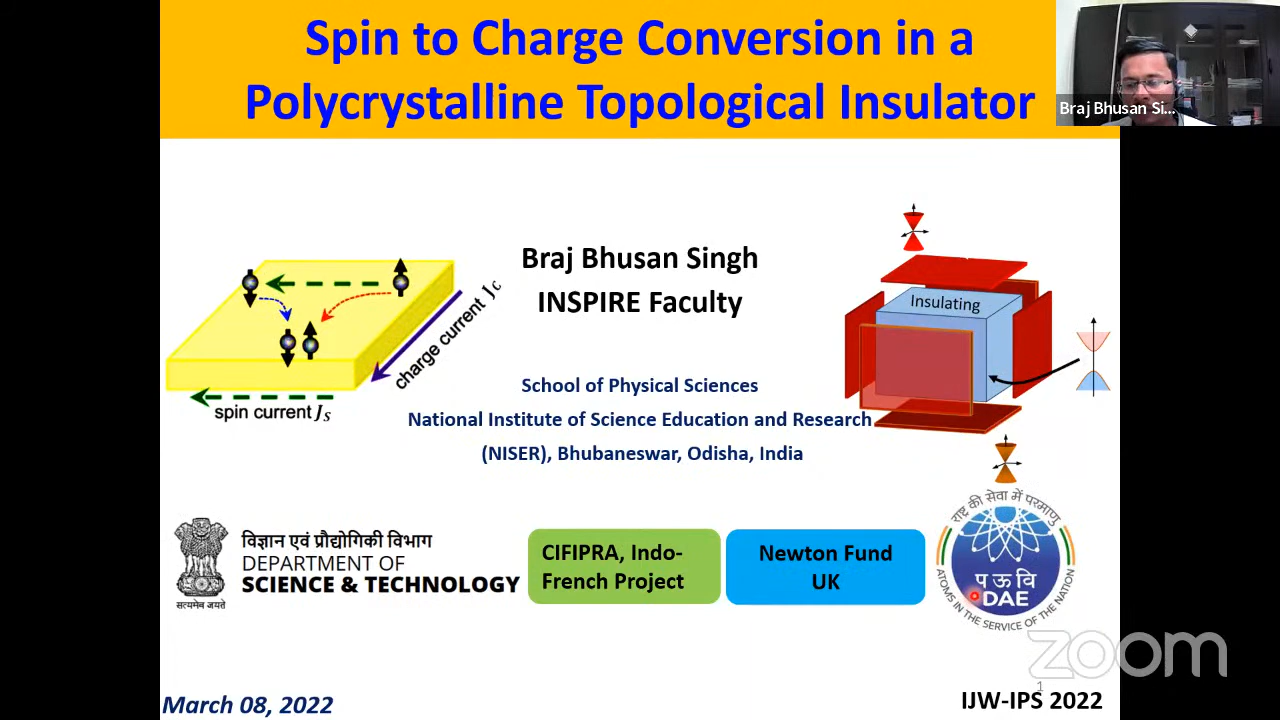 Spin to Charge Conversion in a
Polycrystalline Topological Insulator
Braj Bhusan Si...
Braj Bhusan Singh
INSPIRE Faculty
Insulating
charge current Jc
spin current Js
School of Physical Sciences
National Institute of Science Education and Research
(NISER), Bhubaneswar, Odisha, India
सत्यमेव जयते
विज्ञान एवं प्रौद्योगिकी विभाग
DEPARTMENT OF
SCIENCE & TECHNOLOGY
CIFIPRA, Indo-
French Project
Newton Fund
UK
राष्ट्र की सेवा में परमाणु
प ऊ वि
DAE
ATOMS IN THE SERVICE OF THE NATION
zoom
1
March 08, 2022
IJW-IPS 2022